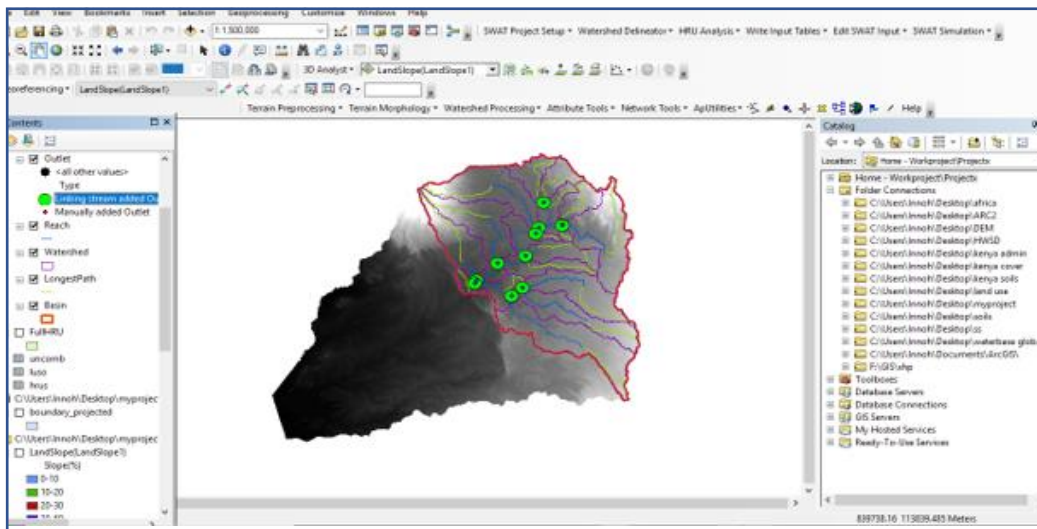 Edit View Bookmarks Insert Selection Geoprocessing Customize Windows Help
1:1,500,000
SWAT Project Setup Watershed Delineator HRU Analysis Write Input Tables Edit SWAT Input SWAT Simulation
3D Analyst LandSlope(LandSlope1)
eoreferencing LandSlope(LandSlope1)
Terrain Preprocessing Terrain Morphology Watershed Processing Attribute Tools Network Tools ApUtilities Help
Contents
Outlet
<all other values>
Type
Linking stream added Ou
Manually added Outlet
Reach
Watershed
LongestPath
Basin
FullHRU
uncomb
luso
hrus
C:\Users\InnoH\Desktop\myprojec
boundary_projected
C:\Users\InnoH\Desktop\myprojec
LandSlope(LandSlope1)
Slope(%)
0-10
10-20
20-30
Catalog
Location: Home - Workproject\Projectx
Home - Workproject\Projectx
Folder Connections
C:\Users\InnoH\Desktop\africa
C:\Users\InnoH\Desktop\ARC2
C:\Users\InnoH\Desktop\DEM
C:\Users\InnoH\Desktop\HWSD
C:\Users\InnoH\Desktop\kenya admin
C:\Users\InnoH\Desktop\kenya cover
C:\Users\InnoH\Desktop\kenya soils
C:\Users\InnoH\Desktop\land use
C:\Users\InnoH\Desktop\myproject
C:\Users\InnoH\Desktop\soils
C:\Users\InnoH\Desktop\ss
C:\Users\InnoH\Desktop\waterbase glob
C:\Users\InnoH\Documents\ArcGIS\
F:\GIS\shp
Toolboxes
Database Servers
Database Connections
GIS Servers
My Hosted Services
Ready-To-Use Services
839738.16 113839.485 Meters